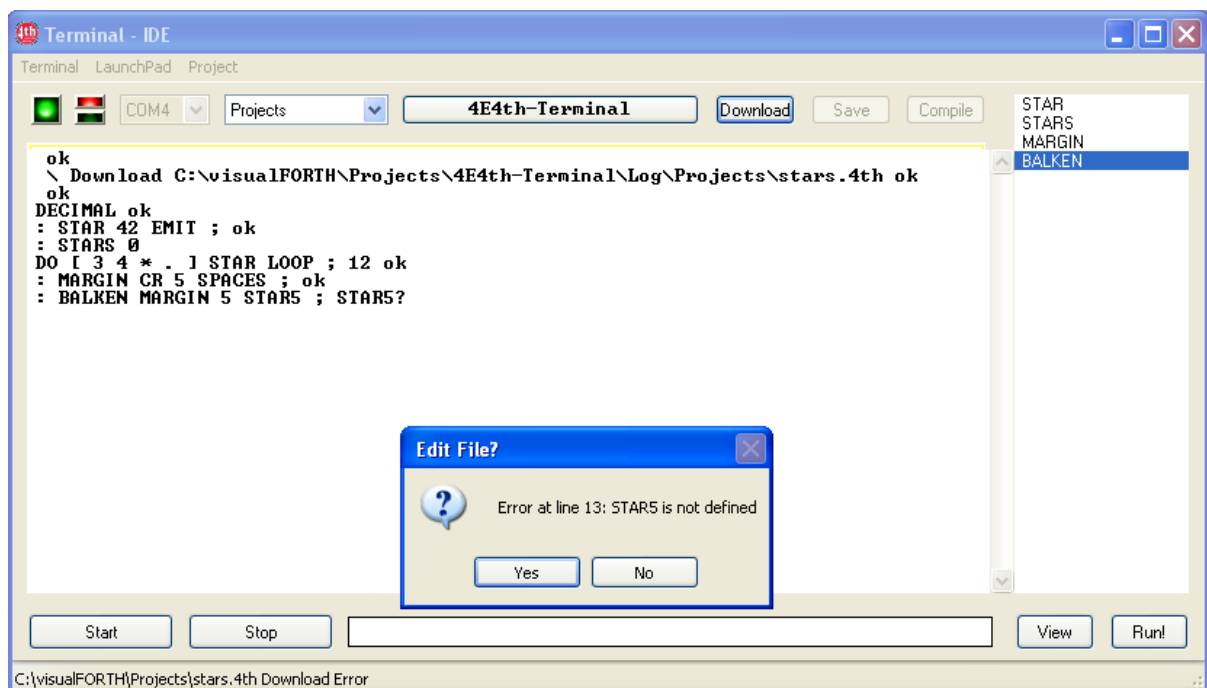 4th Terminal - IDE
Terminal LaunchPad Project
COM4 Projects 4E4th-Terminal Download Save Compile
STAR
STARS
MARGIN
BALKEN
ok
\ Download C:\visualFORTH\Projects\4E4th-Terminal\Log\Projects\stars.4th ok
ok
DECIMAL ok
: STAR 42 EMIT ; ok
: STARS 0
DO [ 3 4 * . ] STAR LOOP ; 12 ok
: MARGIN CR 5 SPACES ; ok
: BALKEN MARGIN 5 STAR5 ; STAR5?
Edit File?
Error at line 13: STAR5 is not defined
Yes No
Start Stop View Run!
C:\visualFORTH\Projects\stars.4th Download Error